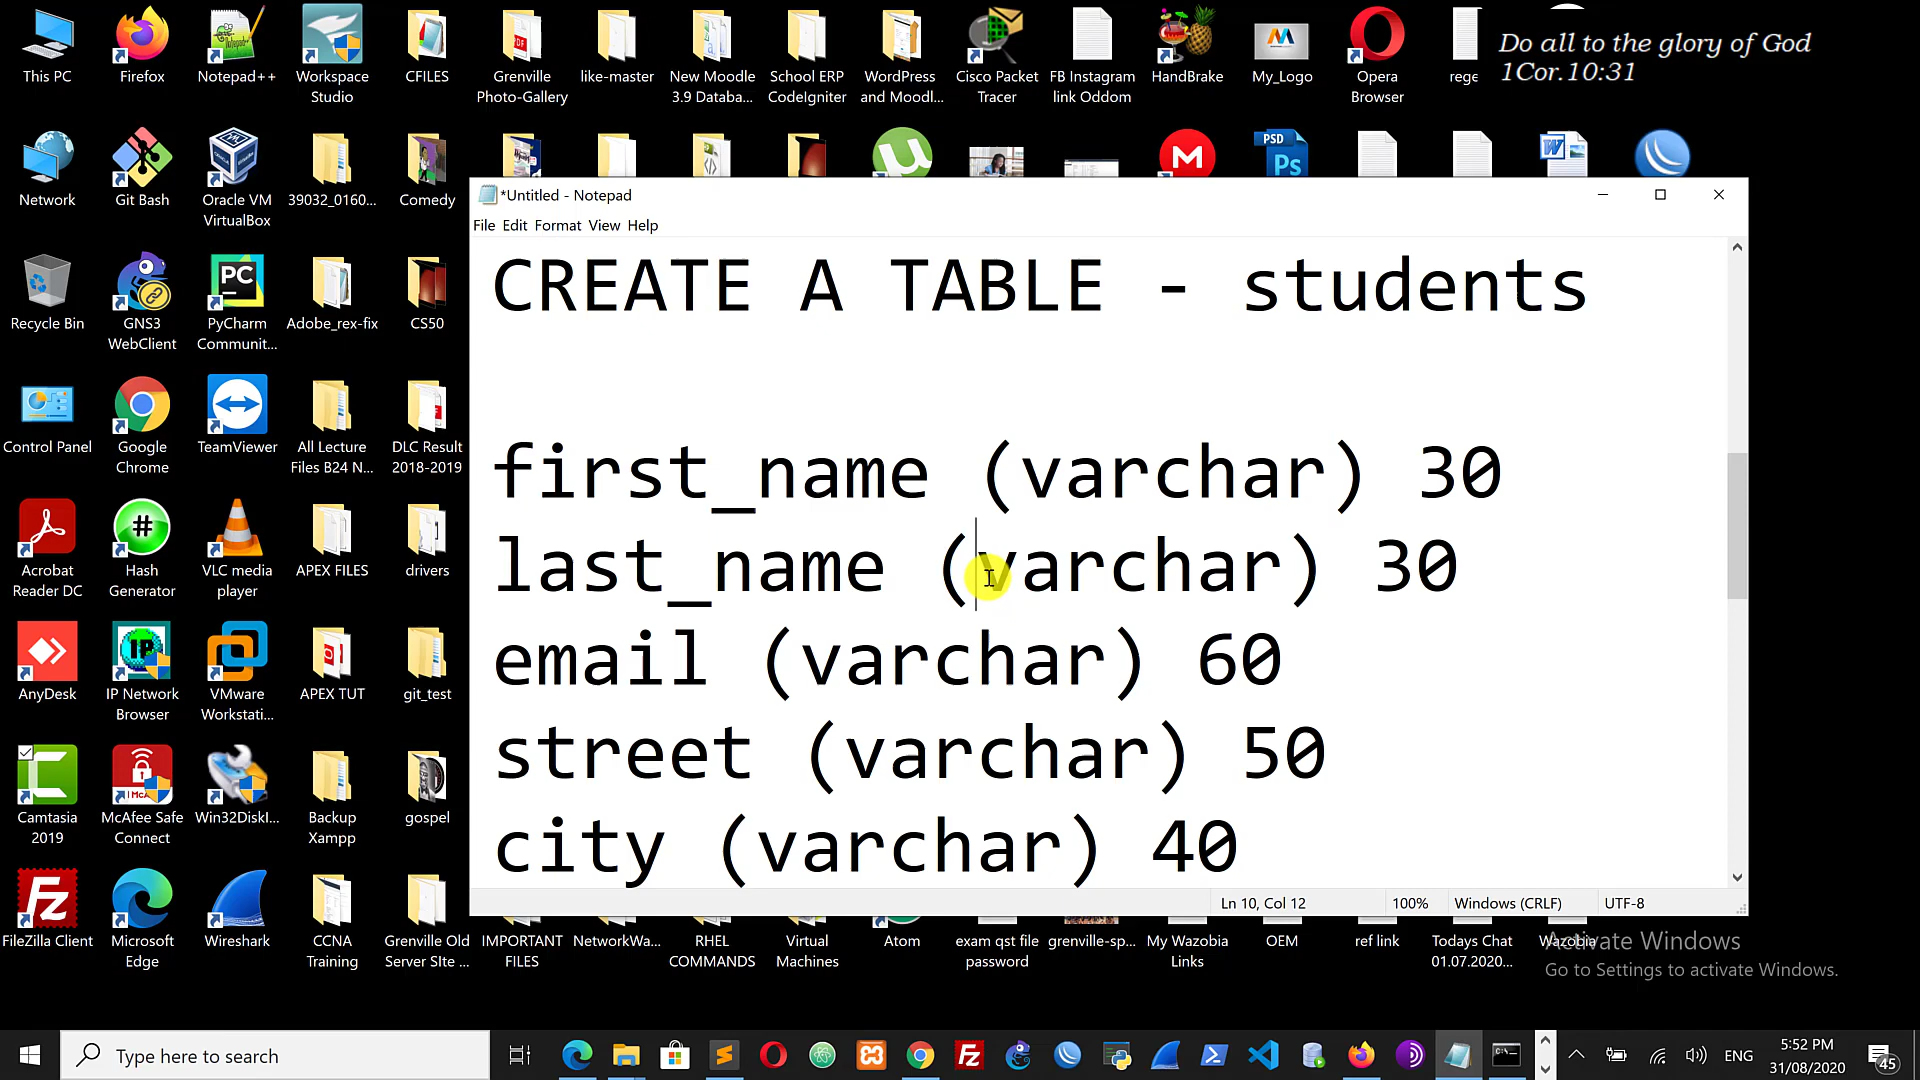 This PC
Firefox
Notepad++
Workspace
Studio
CFILES
Grenville
Photo-Gallery
like-master
New Moodle
3.9 Databa...
School ERP
CodeIgniter
WordPress
and Moodl...
Cisco Packet
Tracer
FB Instagram
link Oddom
HandBrake
My_Logo
Opera
Browser
rege
Do all to the glory of God
1Cor.10:31
Network
Git Bash
Oracle VM
VirtualBox
39032_0160...
Comedy
PSD
Ps
*Untitled - Notepad
File Edit Format View Help
CREATE A TABLE - students
first_name (varchar) 30
last_name (varchar) 30
email (varchar) 60
street (varchar) 50
city (varchar) 40
Ln 10, Col 12
100%
Windows (CRLF)
UTF-8
Recycle Bin
GNS3
WebClient
PyCharm
Communit...
Adobe_rex-fix
CS50
Control Panel
Google
Chrome
TeamViewer
All Lecture
Files B24 N...
DLC Result
2018-2019
Acrobat
Reader DC
Hash
Generator
VLC media
player
APEX FILES
drivers
AnyDesk
IP Network
Browser
VMware
Workstati...
APEX TUT
git_test
Camtasia
2019
McAfee Safe
Connect
Win32DiskI...
Backup
Xampp
gospel
FileZilla Client
Microsoft
Edge
Wireshark
CCNA
Training
Grenville Old
Server SIte ...
IMPORTANT
FILES
NetworkWa...
RHEL
COMMANDS
Virtual
Machines
Atom
exam qst file
password
grenville-sp...
My Wazobia
Links
OEM
ref link
Todays Chat
01.07.2020...
Wazobia
Activate Windows
Go to Settings to activate Windows.
Type here to search
ENG
5:52 PM
31/08/2020
45